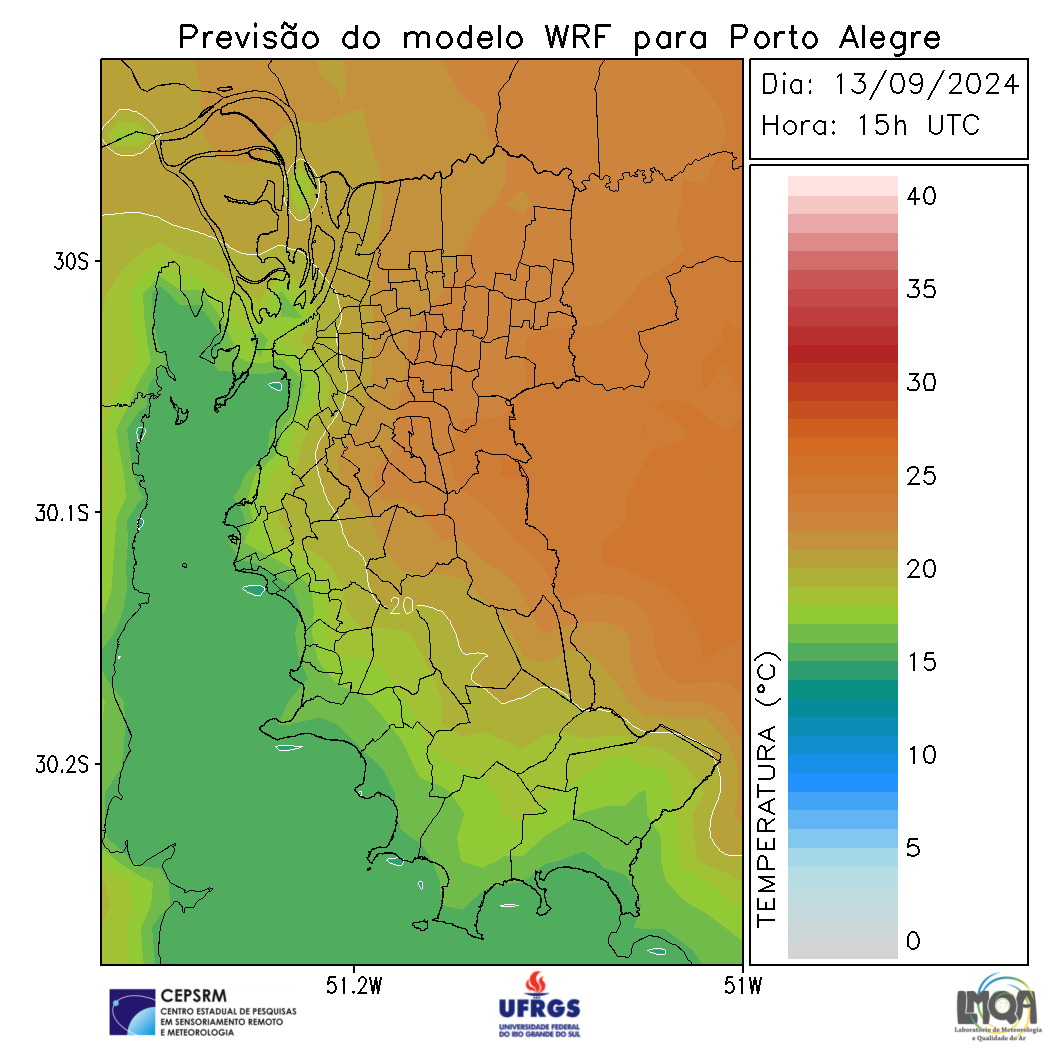 Previsão do modelo WRF para Porto Alegre
Dia: 13/09/2024
Hora: 15h UTC
40
35
30
25
20
15
10
5
0
TEMPERATURA (°C)
30S
30.1S
30.2S
20
51.2W
51W
CEPSRM
CENTRO ESTADUAL DE PESQUISAS
EM SENSORIAMENTO REMOTO
E METEOROLOGIA
UFRGS
UNIVERSIDADE FEDERAL
DO RIO GRANDE DO SUL
LMQA
Laboratório de Meteorologia
e Qualidade do Ar